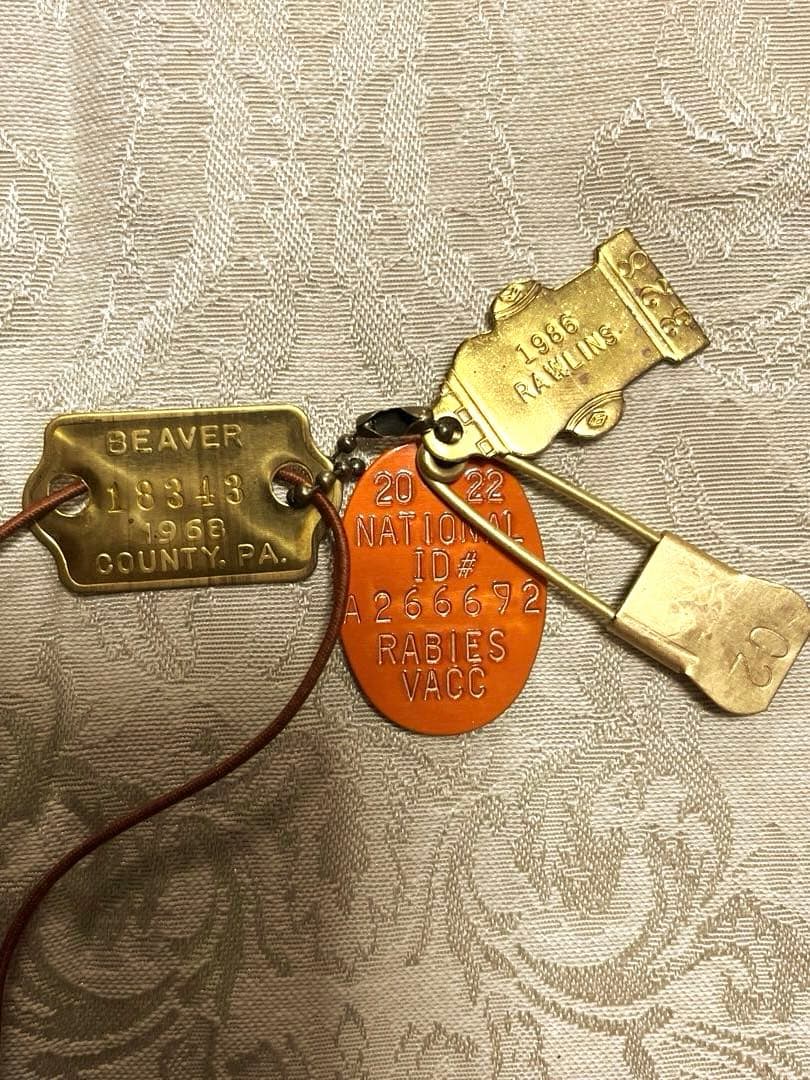 BEAVER
18343
1968
COUNTY. PA.
20 22
NATIONAL
ID#
A266672
RABIES
VACC
1986
RAWLINS